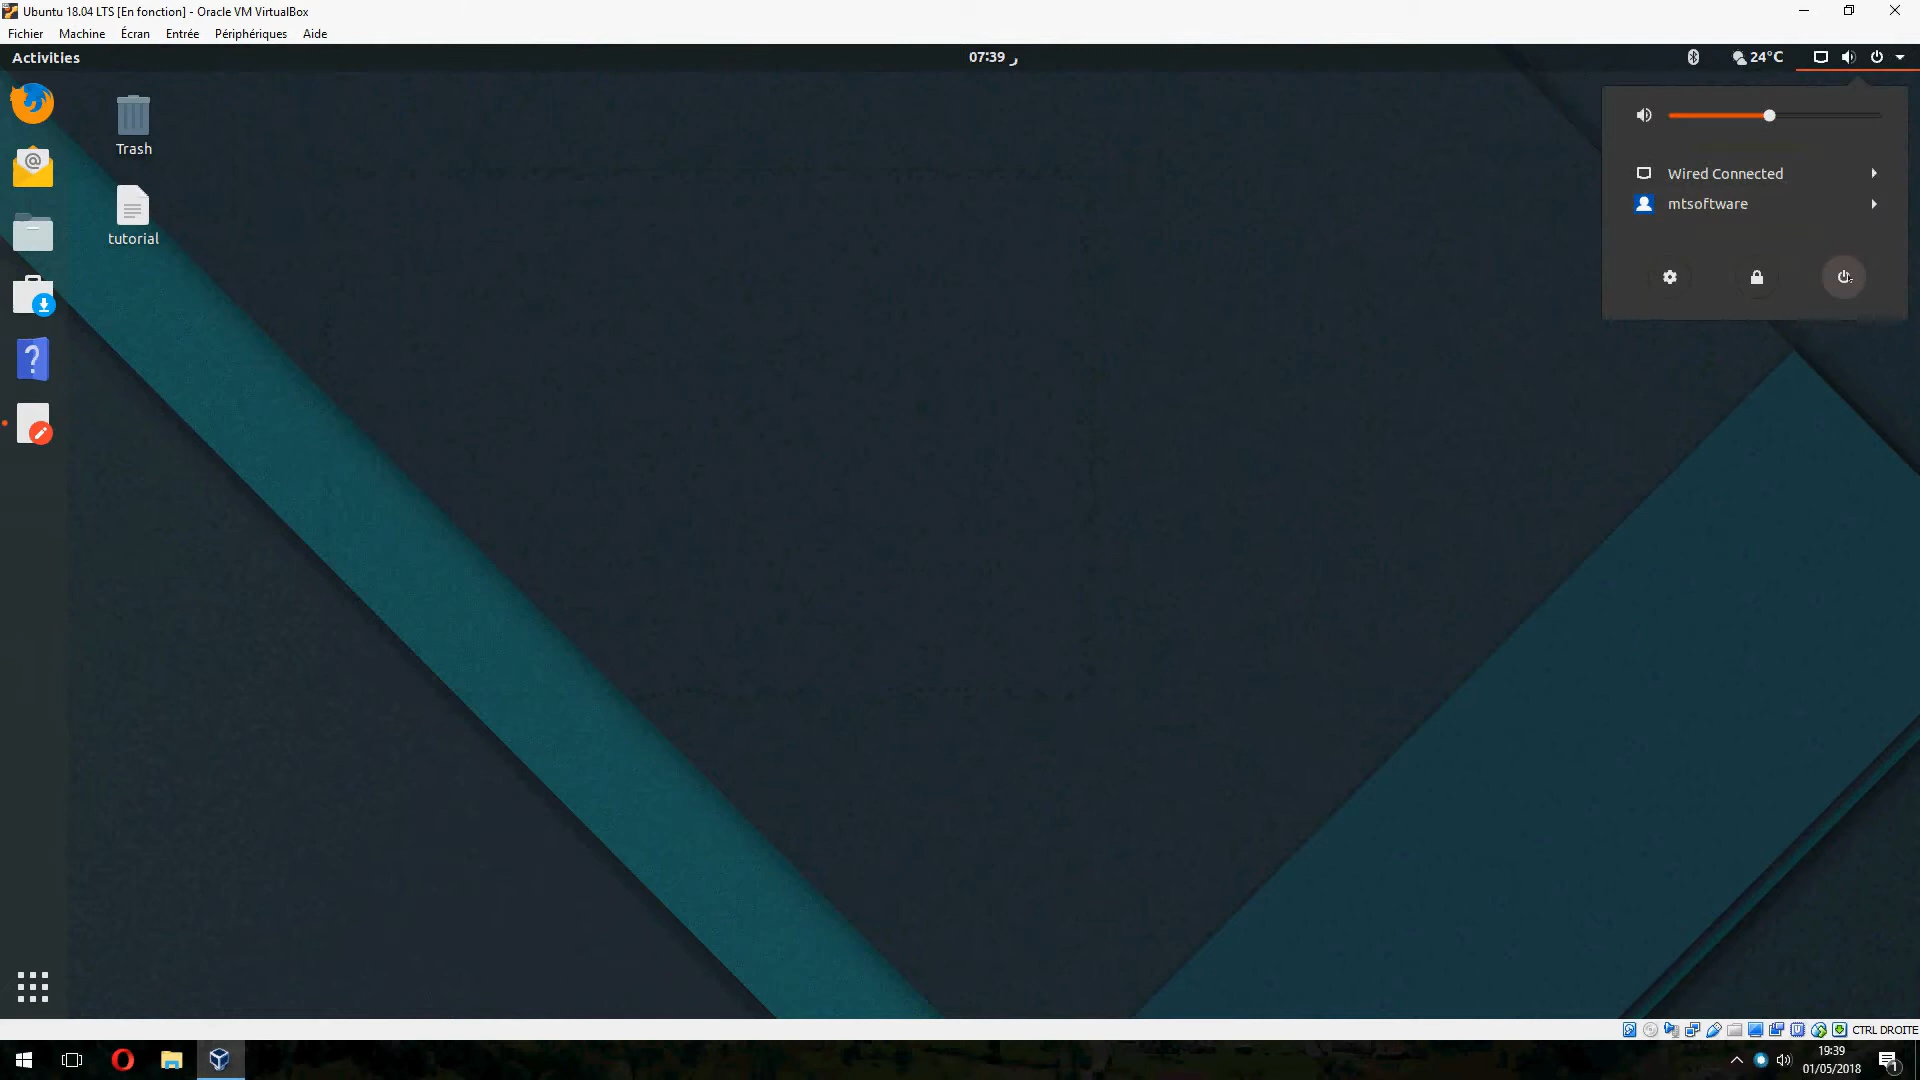 Ubuntu 18.04 LTS [En fonction] - Oracle VM VirtualBox
Fichier Machine Écran Entrée Périphériques Aide
Activities
07:39 ر
24°C
Trash
tutorial
Wired Connected
mtsoftware
CTRL DROITE
19:39
01/05/2018
1